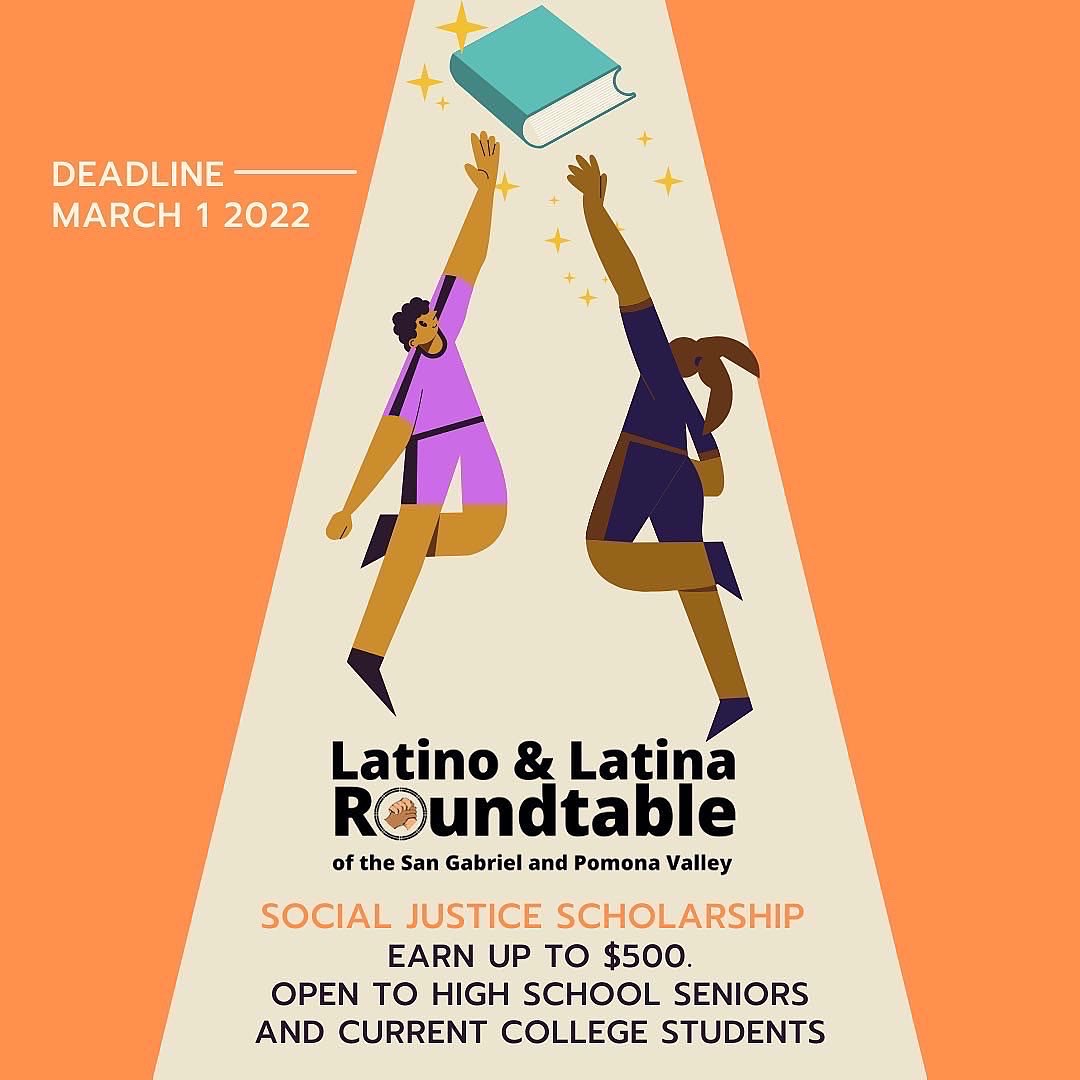 DEADLINE
MARCH 1 2022
Latino & Latina
Roundtable
of the San Gabriel and Pomona Valley
SOCIAL JUSTICE SCHOLARSHIP
EARN UP TO $500.
OPEN TO HIGH SCHOOL SENIORS
AND CURRENT COLLEGE STUDENTS